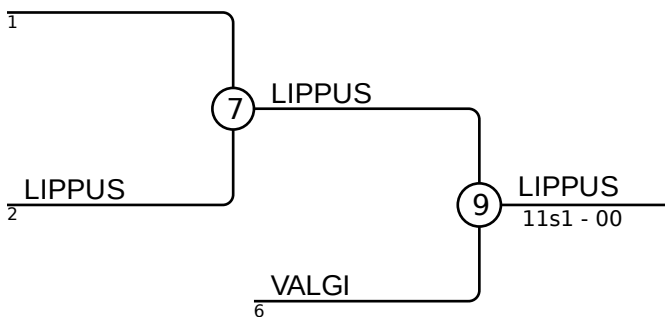 1
7
LIPPUS
LIPPUS
2
9
LIPPUS
11s1 - 00
VALGI
6